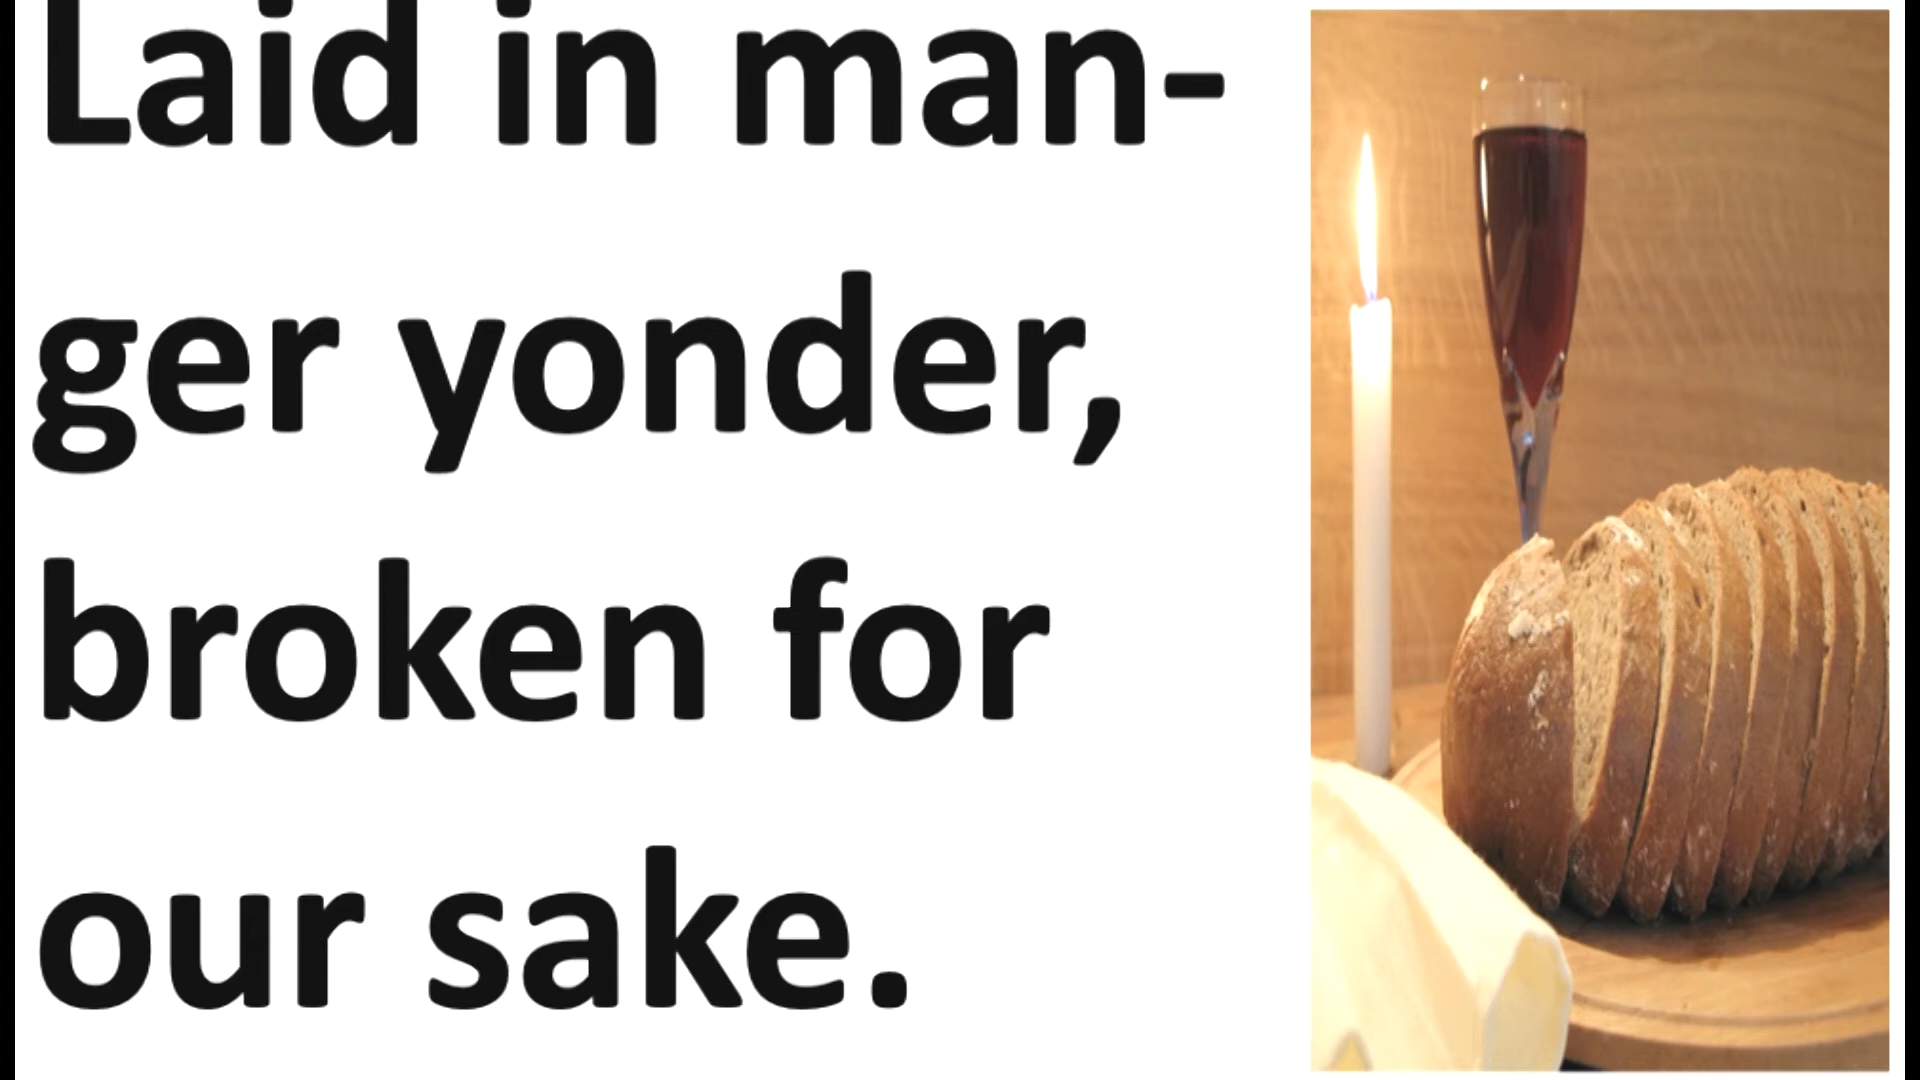 Laid in man-
ger yonder,
broken for
our sake.